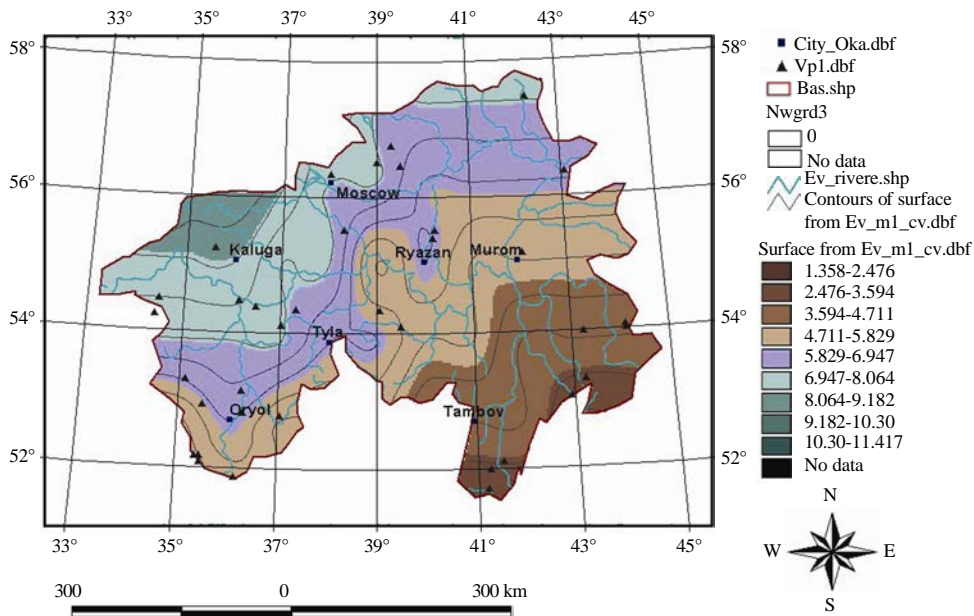 33° 35° 37° 38° 39° 41° 42° 43° 44°
58° 58°
City_Oka.dbf
Vp1.dbf
Bas.shp
Nwgrd3
0
No data
56° 56°
Ev_rivere.shp
Contours of surface
from Ev_m1_cv.dbf
Moscow
Kaluga
Ryazan
Murom
Surface from Ev_m1_cv.dbf
1.358-2.476
2.476-3.594
3.594-4.711
4.711-5.829
5.829-6.947
6.947-8.064
8.064-9.182
9.182-10.30
10.30-11.417
No data
54° 54°
Tyla
Oryol
Tambov
52° 52°
33° 35° 37° 39° 41° 43° 45°
N
W E
S
300 0 300 km